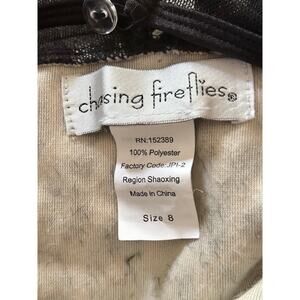 chasing fireflies®
RN:152389
100% Polyester
Factory Code:JPI-2
Region Shaoxing
Made in China
Size 8